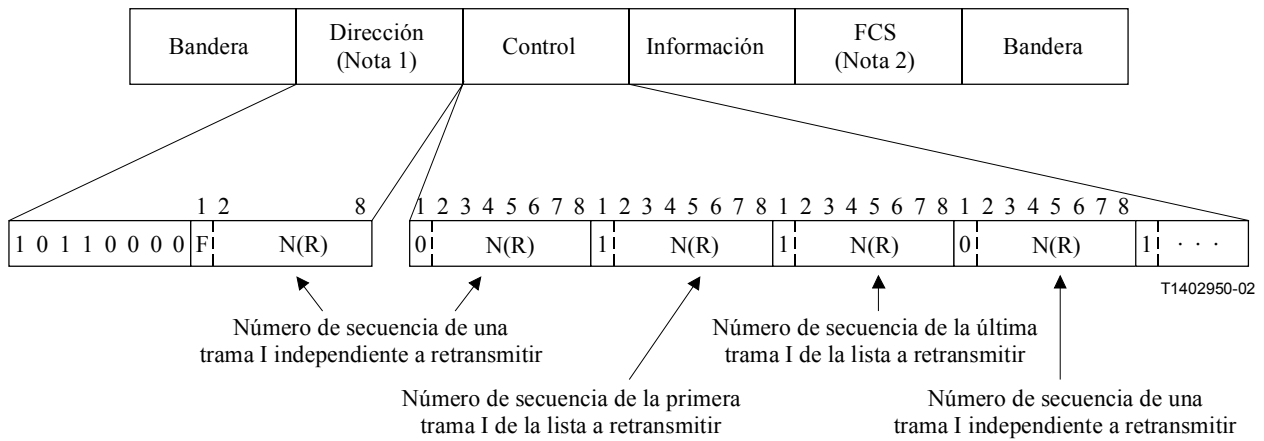 Bandera Dirección Control Información FCS Bandera
(Nota 1) (Nota 2)
1 2 8 1 2 3 4 5 6 7 8 1 2 3 4 5 6 7 8 1 2 3 4 5 6 7 8 1 2 3 4 5 6 7 8
1 0 1 1 0 0 0 0 F N(R) 0 N(R) 1 N(R) 1 N(R) 0 N(R) 1 · · ·
T1402950-02
Número de secuencia de una
trama I independiente a retransmitir
Número de secuencia de la última
trama I de la lista a retransmitir
Número de secuencia de la primera
trama I de la lista a retransmitir
Número de secuencia de una
trama I independiente a retransmitir